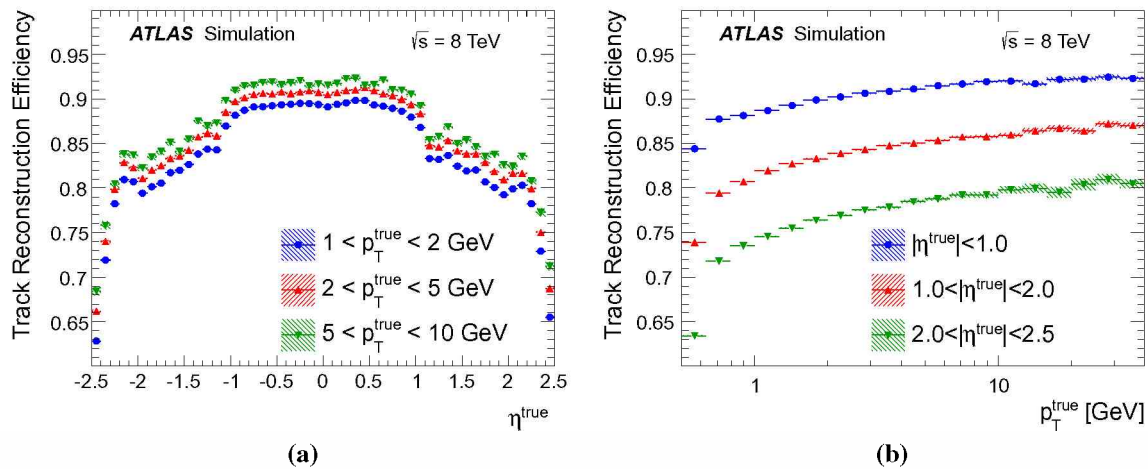 ATLAS Simulation
√s = 8 TeV
Track Reconstruction Efficiency
0.95
0.9
0.85
0.8
0.75
0.7
0.65
1 < p_T^true < 2 GeV
2 < p_T^true < 5 GeV
5 < p_T^true < 10 GeV
-2.5 -2 -1.5 -1 -0.5 0 0.5 1 1.5 2 2.5
η^true
(a)
ATLAS Simulation
√s = 8 TeV
Track Reconstruction Efficiency
0.95
0.9
0.85
0.8
0.75
0.7
0.65
|η^true|<1.0
1.0<|η^true|<2.0
2.0<|η^true|<2.5
1 10
p_T^true [GeV]
(b)